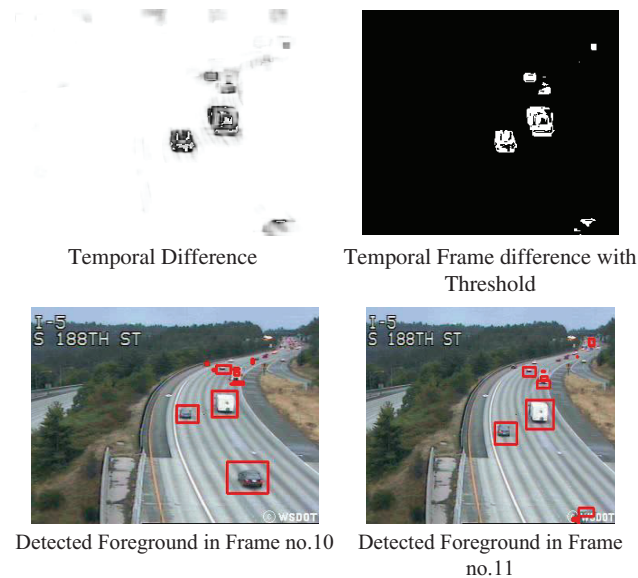 Temporal Difference
Temporal Frame difference with
Threshold
I-5
S 188TH ST
© WSDOT
I-5
S 188TH ST
© WSDOT
Detected Foreground in Frame no.10
Detected Foreground in Frame
no.11